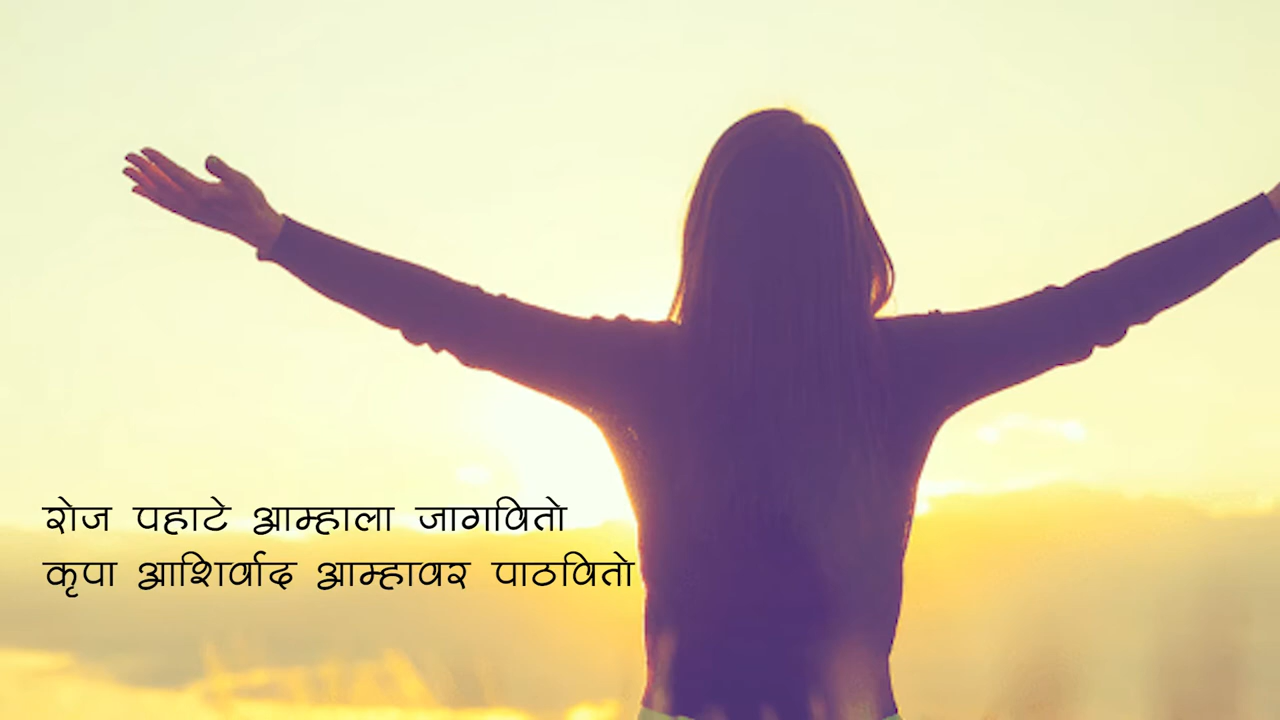 रोज पहाटे आम्हाला जागवितो
कृपा आशिर्वाद आम्हावर पाठवितो